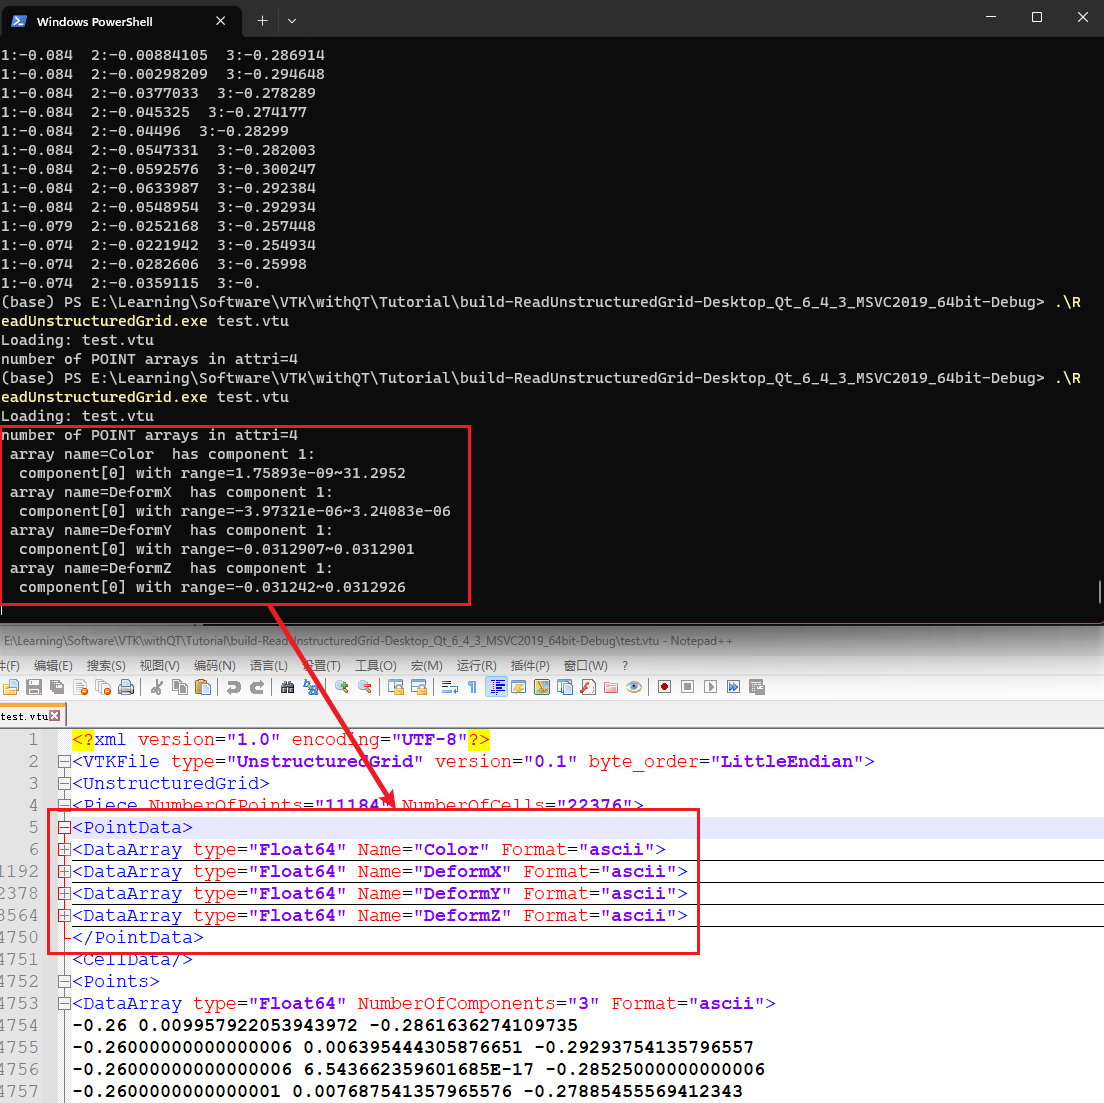 Windows PowerShell
1:-0.084  2:-0.00884105  3:-0.286914
1:-0.084  2:-0.00298209  3:-0.294648
1:-0.084  2:-0.0377033  3:-0.278289
1:-0.084  2:-0.045325  3:-0.274177
1:-0.084  2:-0.04496  3:-0.28299
1:-0.084  2:-0.0547331  3:-0.282003
1:-0.084  2:-0.0592576  3:-0.300247
1:-0.084  2:-0.0633987  3:-0.292384
1:-0.084  2:-0.0548954  3:-0.292934
1:-0.079  2:-0.0252168  3:-0.257448
1:-0.074  2:-0.0221942  3:-0.254934
1:-0.074  2:-0.0282606  3:-0.25998
1:-0.074  2:-0.0359115  3:-0.
(base) PS E:\Learning\Software\VTK\withQT\Tutorial\build-ReadUnstructuredGrid-Desktop_Qt_6_4_3_MSVC2019_64bit-Debug> .\R
eadUnstructuredGrid.exe test.vtu
Loading: test.vtu
number of POINT arrays in attri=4
(base) PS E:\Learning\Software\VTK\withQT\Tutorial\build-ReadUnstructuredGrid-Desktop_Qt_6_4_3_MSVC2019_64bit-Debug> .\R
eadUnstructuredGrid.exe test.vtu
Loading: test.vtu
number of POINT arrays in attri=4
array name=Color  has component 1:
component[0] with range=1.75893e-09~31.2952
array name=DeformX  has component 1:
component[0] with range=-3.97321e-06~3.24083e-06
array name=DeformY  has component 1:
component[0] with range=-0.0312907~0.0312901
array name=DeformZ  has component 1:
component[0] with range=-0.031242~0.0312926
E:\Learning\Software\VTK\withQT\Tutorial\build-ReadUnstructuredGrid-Desktop_Qt_6_4_3_MSVC2019_64bit-Debug\test.vtu - Notepad++
件(F) 编辑(E) 搜索(S) 视图(V) 编码(N) 语言(L) 设置(T) 工具(O) 宏(M) 运行(R) 插件(P) 窗口(W) ?
test.vtu
1 <?xml version="1.0" encoding="UTF-8"?>
2 <VTKFile type="UnstructuredGrid" version="0.1" byte_order="LittleEndian">
3 <UnstructuredGrid>
4 <Piece NumberOfPoints="11184" NumberOfCells="22376">
5 <PointData>
6 <DataArray type="Float64" Name="Color" Format="ascii">
1192 <DataArray type="Float64" Name="DeformX" Format="ascii">
2378 <DataArray type="Float64" Name="DeformY" Format="ascii">
3564 <DataArray type="Float64" Name="DeformZ" Format="ascii">
4750 </PointData>
4751 <CellData/>
4752 <Points>
4753 <DataArray type="Float64" NumberOfComponents="3" Format="ascii">
4754 -0.26 0.009957922053943972 -0.2861636274109735
4755 -0.26000000000000006 0.006395444305876651 -0.29293754135796557
4756 -0.26000000000000006 6.543662359601685E-17 -0.28525000000000006
4757 -0.2600000000000001 0.007687541357965576 -0.27885455569412343